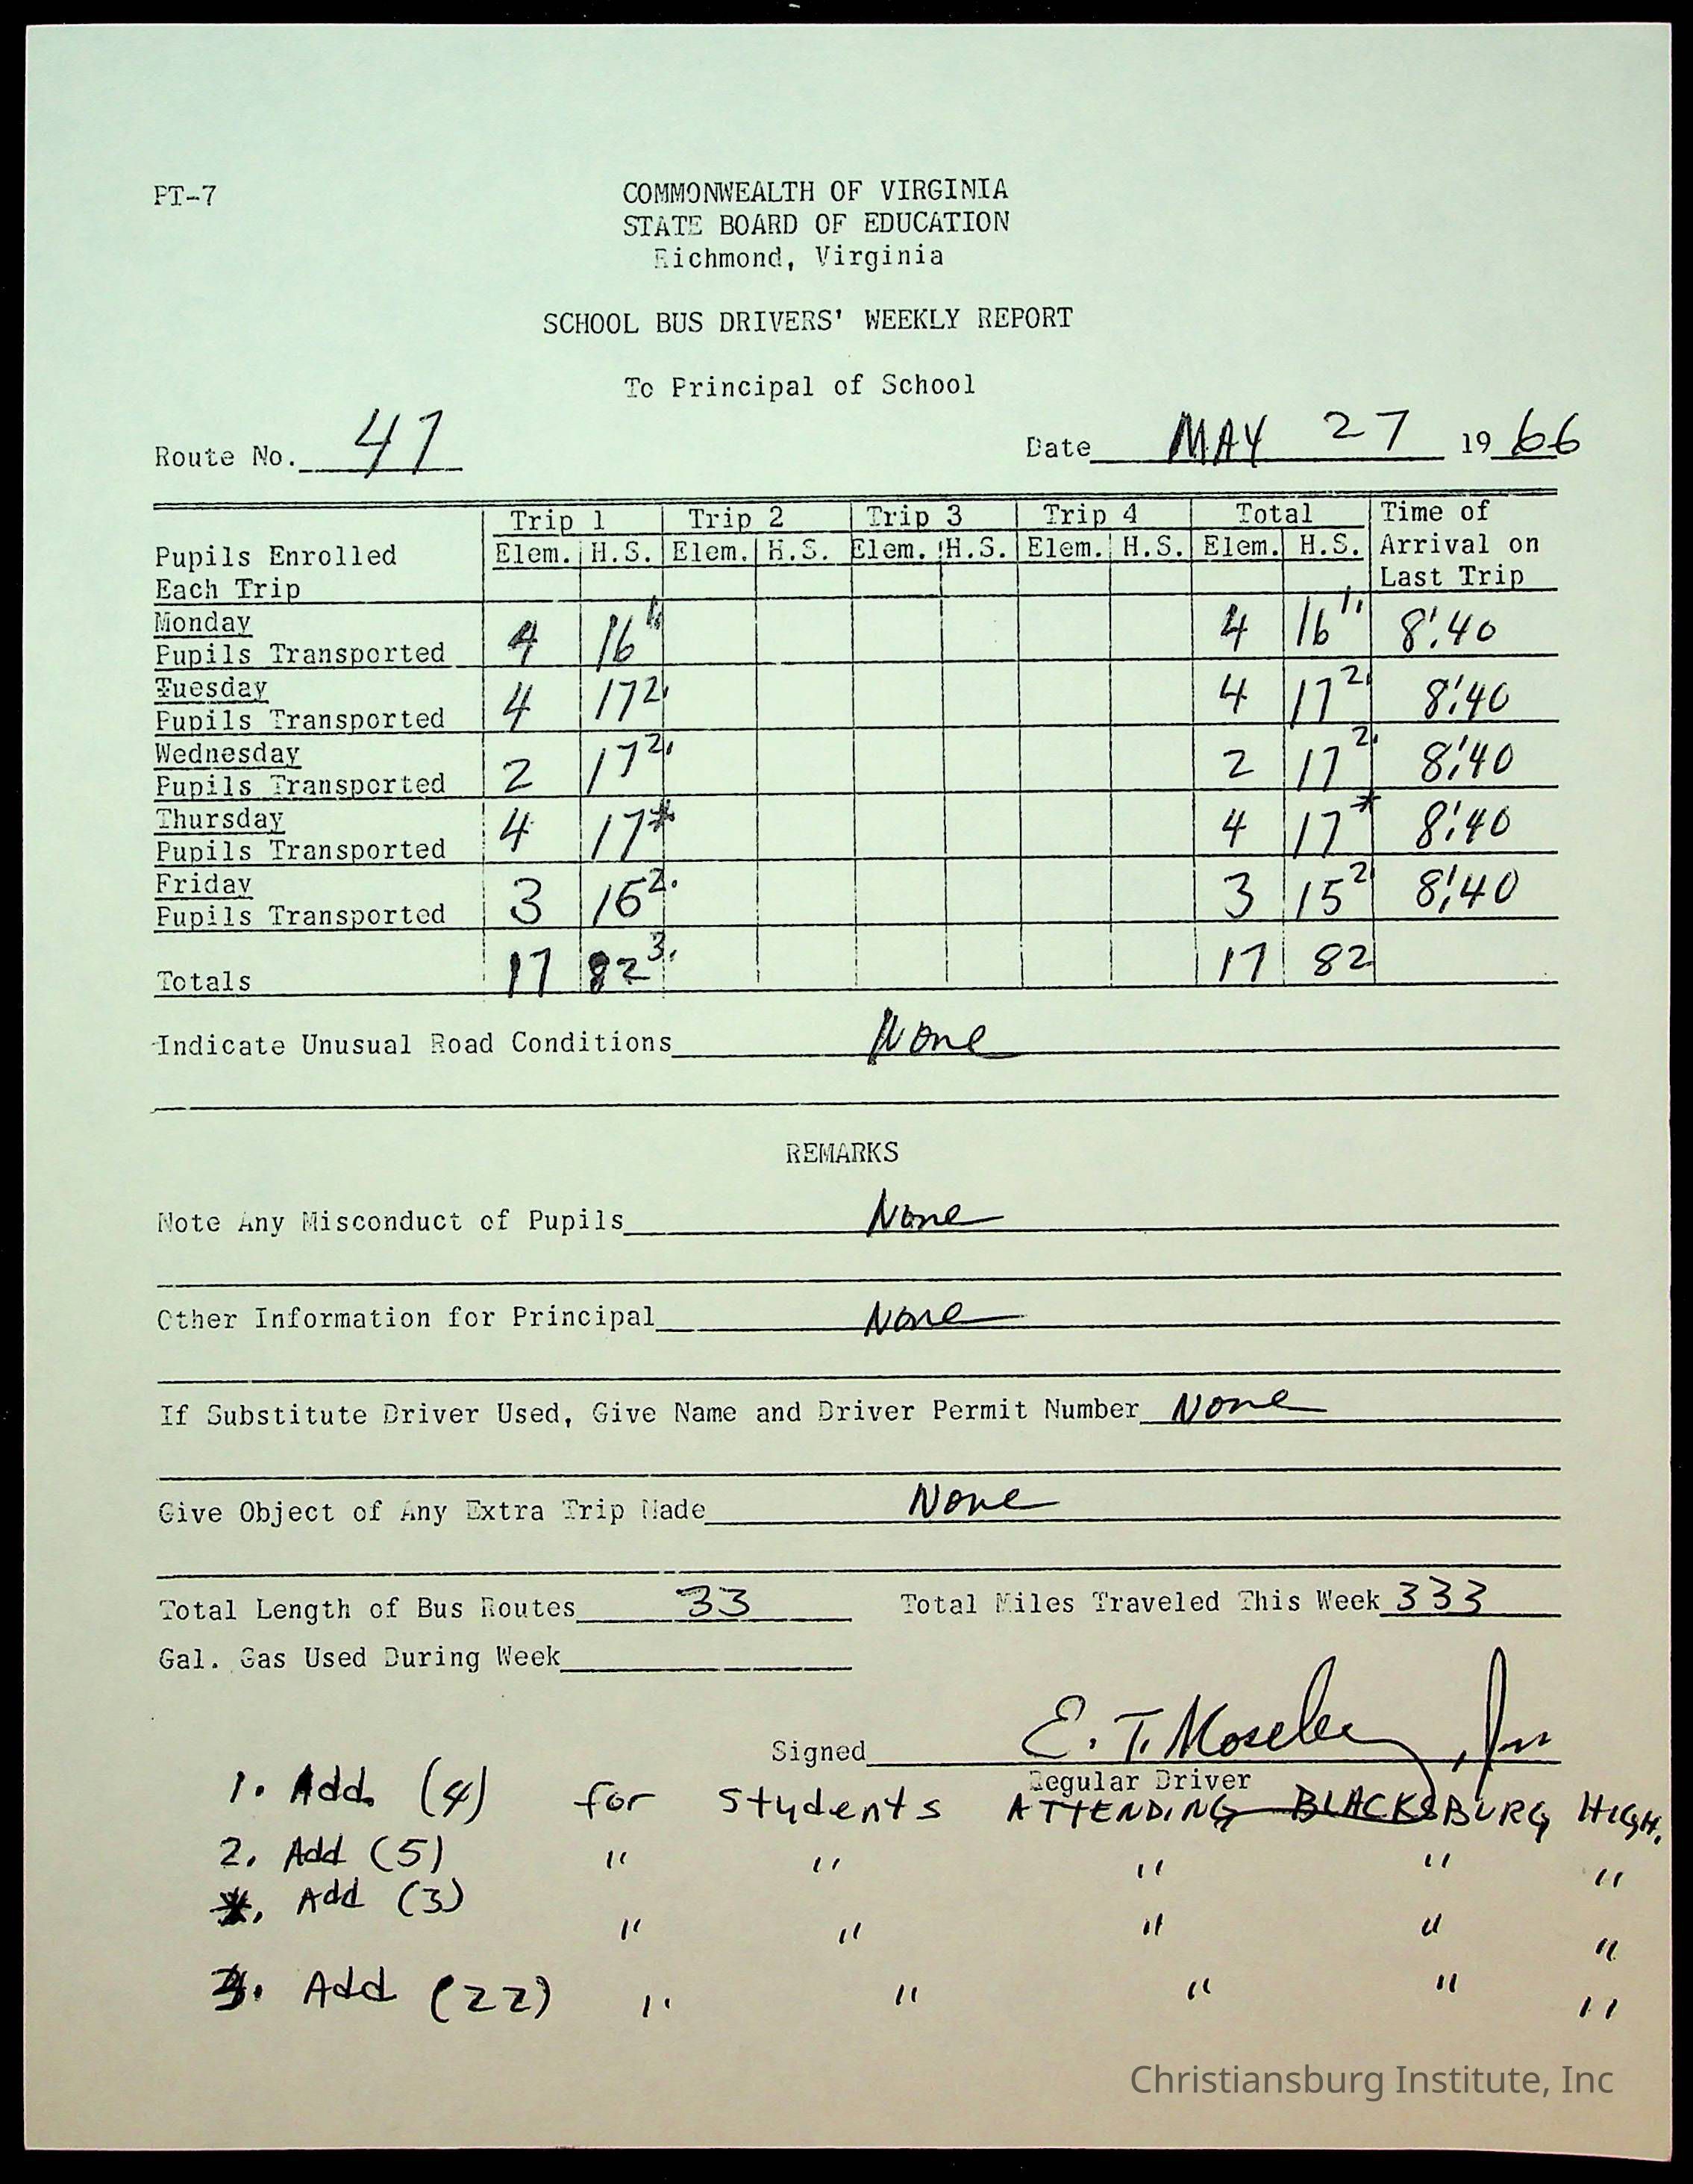 PT-7
COMMONWEALTH OF VIRGINIA
STATE BOARD OF EDUCATION
Richmond, Virginia
SCHOOL BUS DRIVERS' WEEKLY REPORT
To Principal of School
Route No. 41 Date MAY 27 19 66
Trip 1 Trip 2 Trip 3 Trip 4 Total Time of
Pupils Enrolled Elem. H.S. Elem. H.S. Elem. H.S. Elem. H.S. Elem. H.S. Arrival on
Each Trip Last Trip
Monday
Pupils Transported 4 16 1. 4 16 1. 8:40
Tuesday
Pupils Transported 4 17 2. 4 17 2. 8:40
Wednesday
Pupils Transported 2 17 2. 2 17 2. 8:40
Thursday
Pupils Transported 4 17 * 4 17 * 8:40
Friday
Pupils Transported 3 15 2. 3 15 2 8:40
Totals 17 82 3. 17 82
Indicate Unusual Road Conditions None
REMARKS
Note Any Misconduct of Pupils None
Other Information for Principal None
If Substitute Driver Used, Give Name and Driver Permit Number None
Give Object of Any Extra Trip Made None
Total Length of Bus Routes 33 Total Miles Traveled This Week 333
Gal. Gas Used During Week
Signed E. T. Moseley, Jr
Regular Driver
1. Add (4) for students ATTENDING BLACKSBURG HIGH.
2. Add (5) " " " " "
*. Add (3) " " " " "
3. Add (22) " " " " "
Christiansburg Institute, Inc